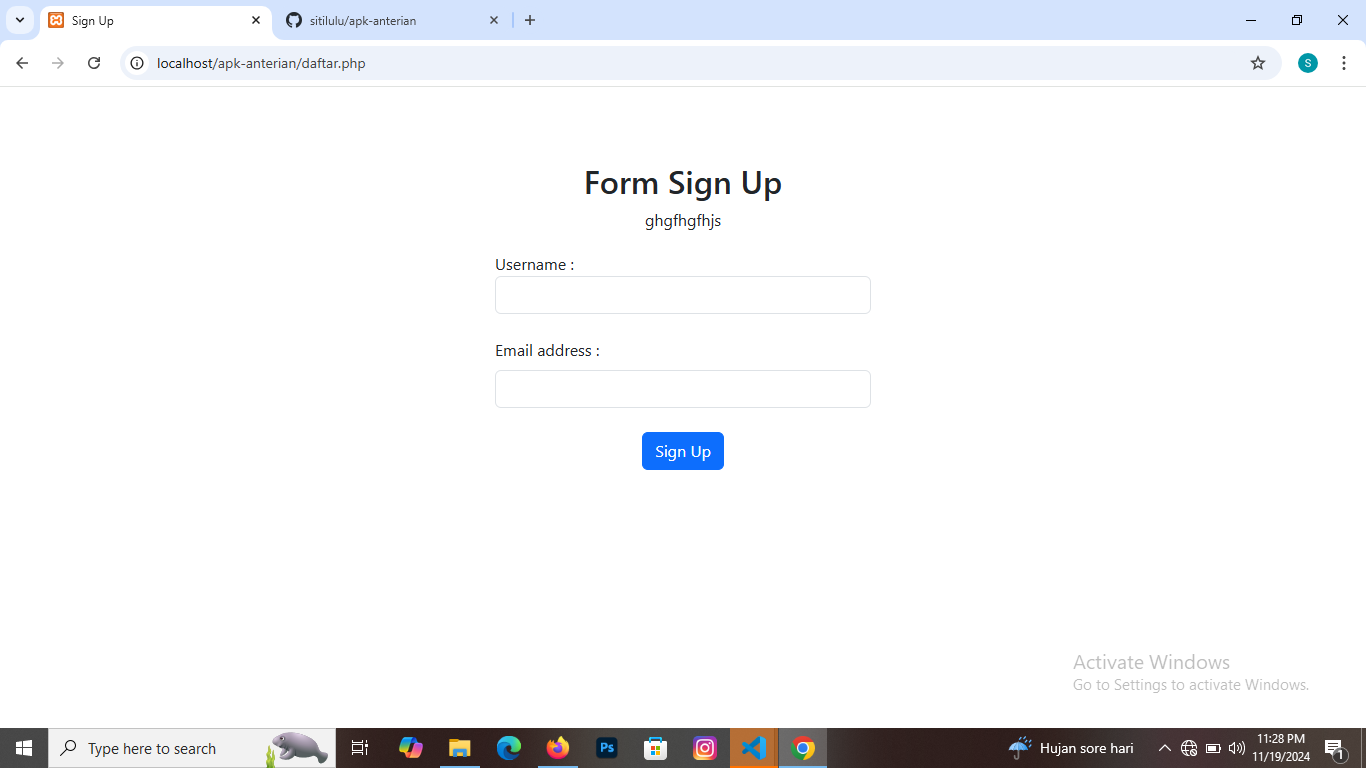 Sign Up
sitilulu/apk-anterian
localhost/apk-anterian/daftar.php
S
Form Sign Up
ghgfhgfhjs
Username :
Email address :
Sign Up
Activate Windows
Go to Settings to activate Windows.
Type here to search
Ps
Hujan sore hari
11:28 PM
11/19/2024
1